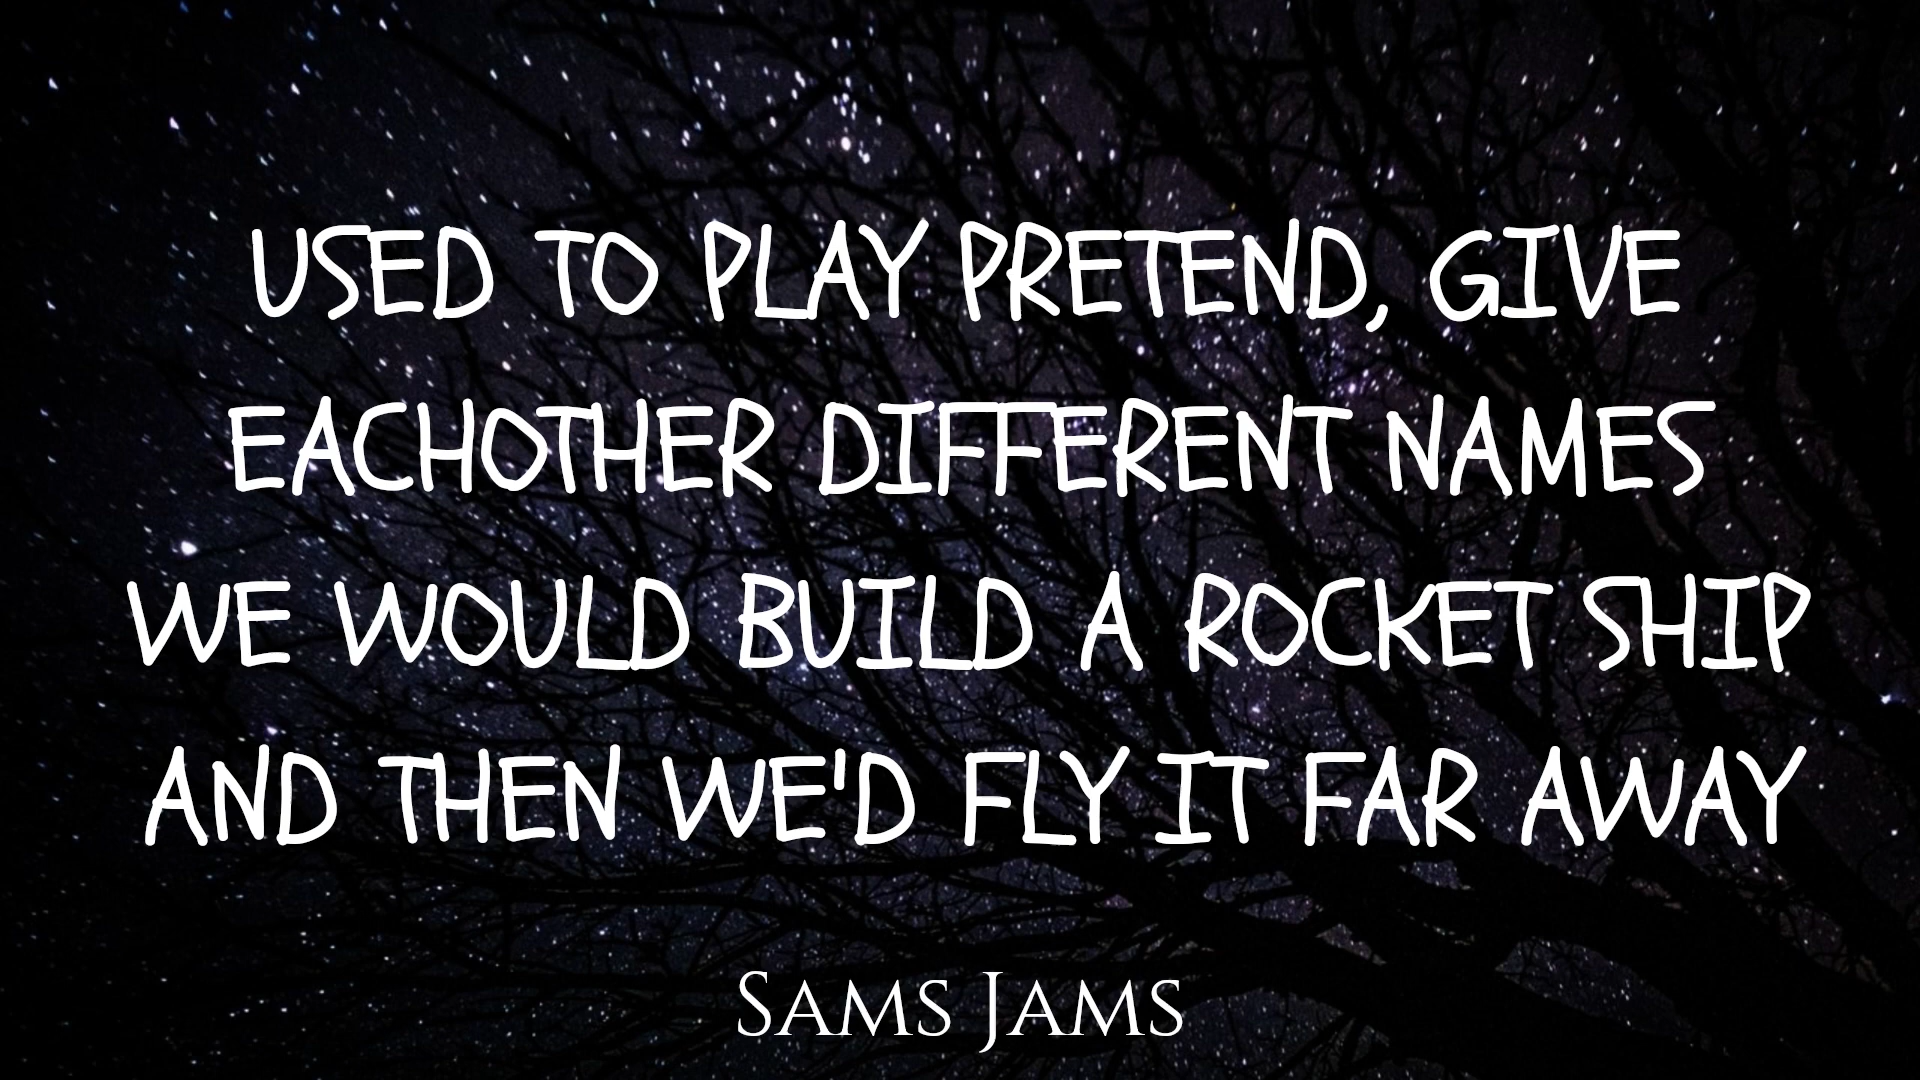 USED TO PLAY PRETEND, GIVE
EACHOTHER DIFFERENT NAMES
WE WOULD BUILD A ROCKET SHIP
AND THEN WE'D FLY IT FAR AWAY
SAMS JAMS